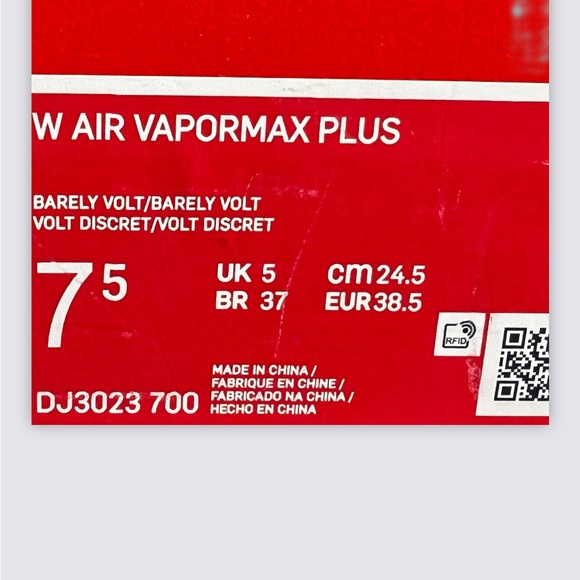 W AIR VAPORMAX PLUS
BARELY VOLT/BARELY VOLT
VOLT DISCRET/VOLT DISCRET
7 5
UK 5 cm 24.5
BR 37 EUR 38.5
RFID
MADE IN CHINA /
FABRIQUE EN CHINE /
FABRICADO NA CHINA /
HECHO EN CHINA
DJ3023 700